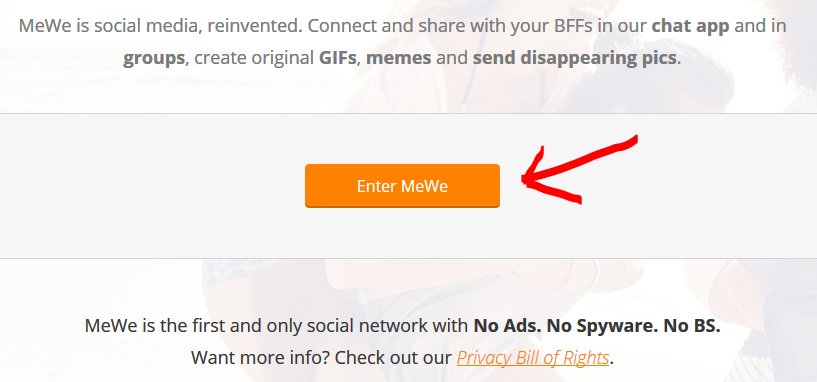 MeWe is social media, reinvented. Connect and share with your BFFs in our chat app and in
groups, create original GIFs, memes and send disappearing pics.
Enter MeWe
MeWe is the first and only social network with No Ads. No Spyware. No BS.
Want more info? Check out our Privacy Bill of Rights.